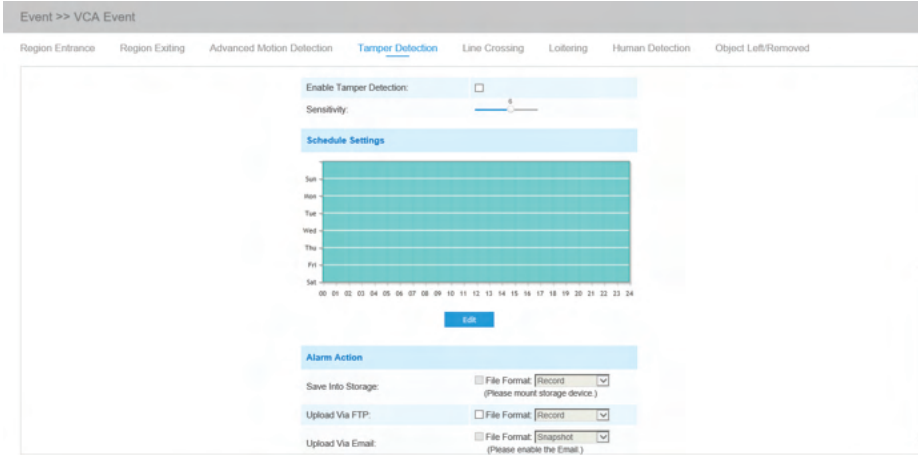 Event >> VCA Event
Region Entrance Region Exiting Advanced Motion Detection Tamper Detection Line Crossing Loitering Human Detection Object Left/Removed
Enable Tamper Detection:
6
Sensitivity:
Schedule Settings
Sun
Mon
Tue
Wed
Thu
Fri
Sat
00 01 02 03 04 05 06 07 08 09 10 11 12 13 14 15 16 17 18 19 20 21 22 23 24
Edit
Alarm Action
Save Into Storage: File Format: Record
(Please mount storage device.)
Upload Via FTP: File Format: Record
Upload Via Email: File Format: Snapshot
(Please enable the Email.)